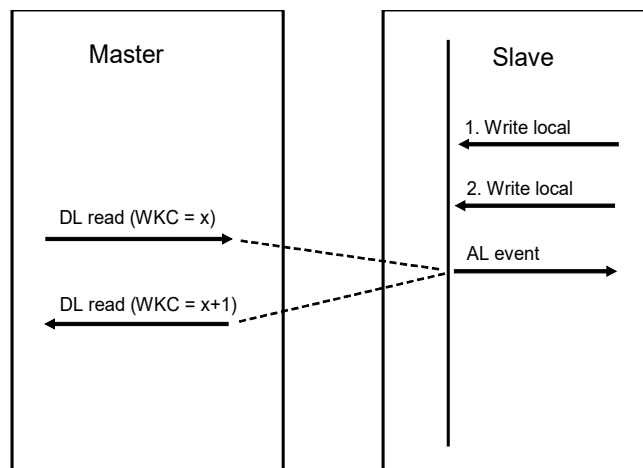 Master
Slave
1. Write local
2. Write local
DL read (WKC = x)
AL event
DL read (WKC = x+1)